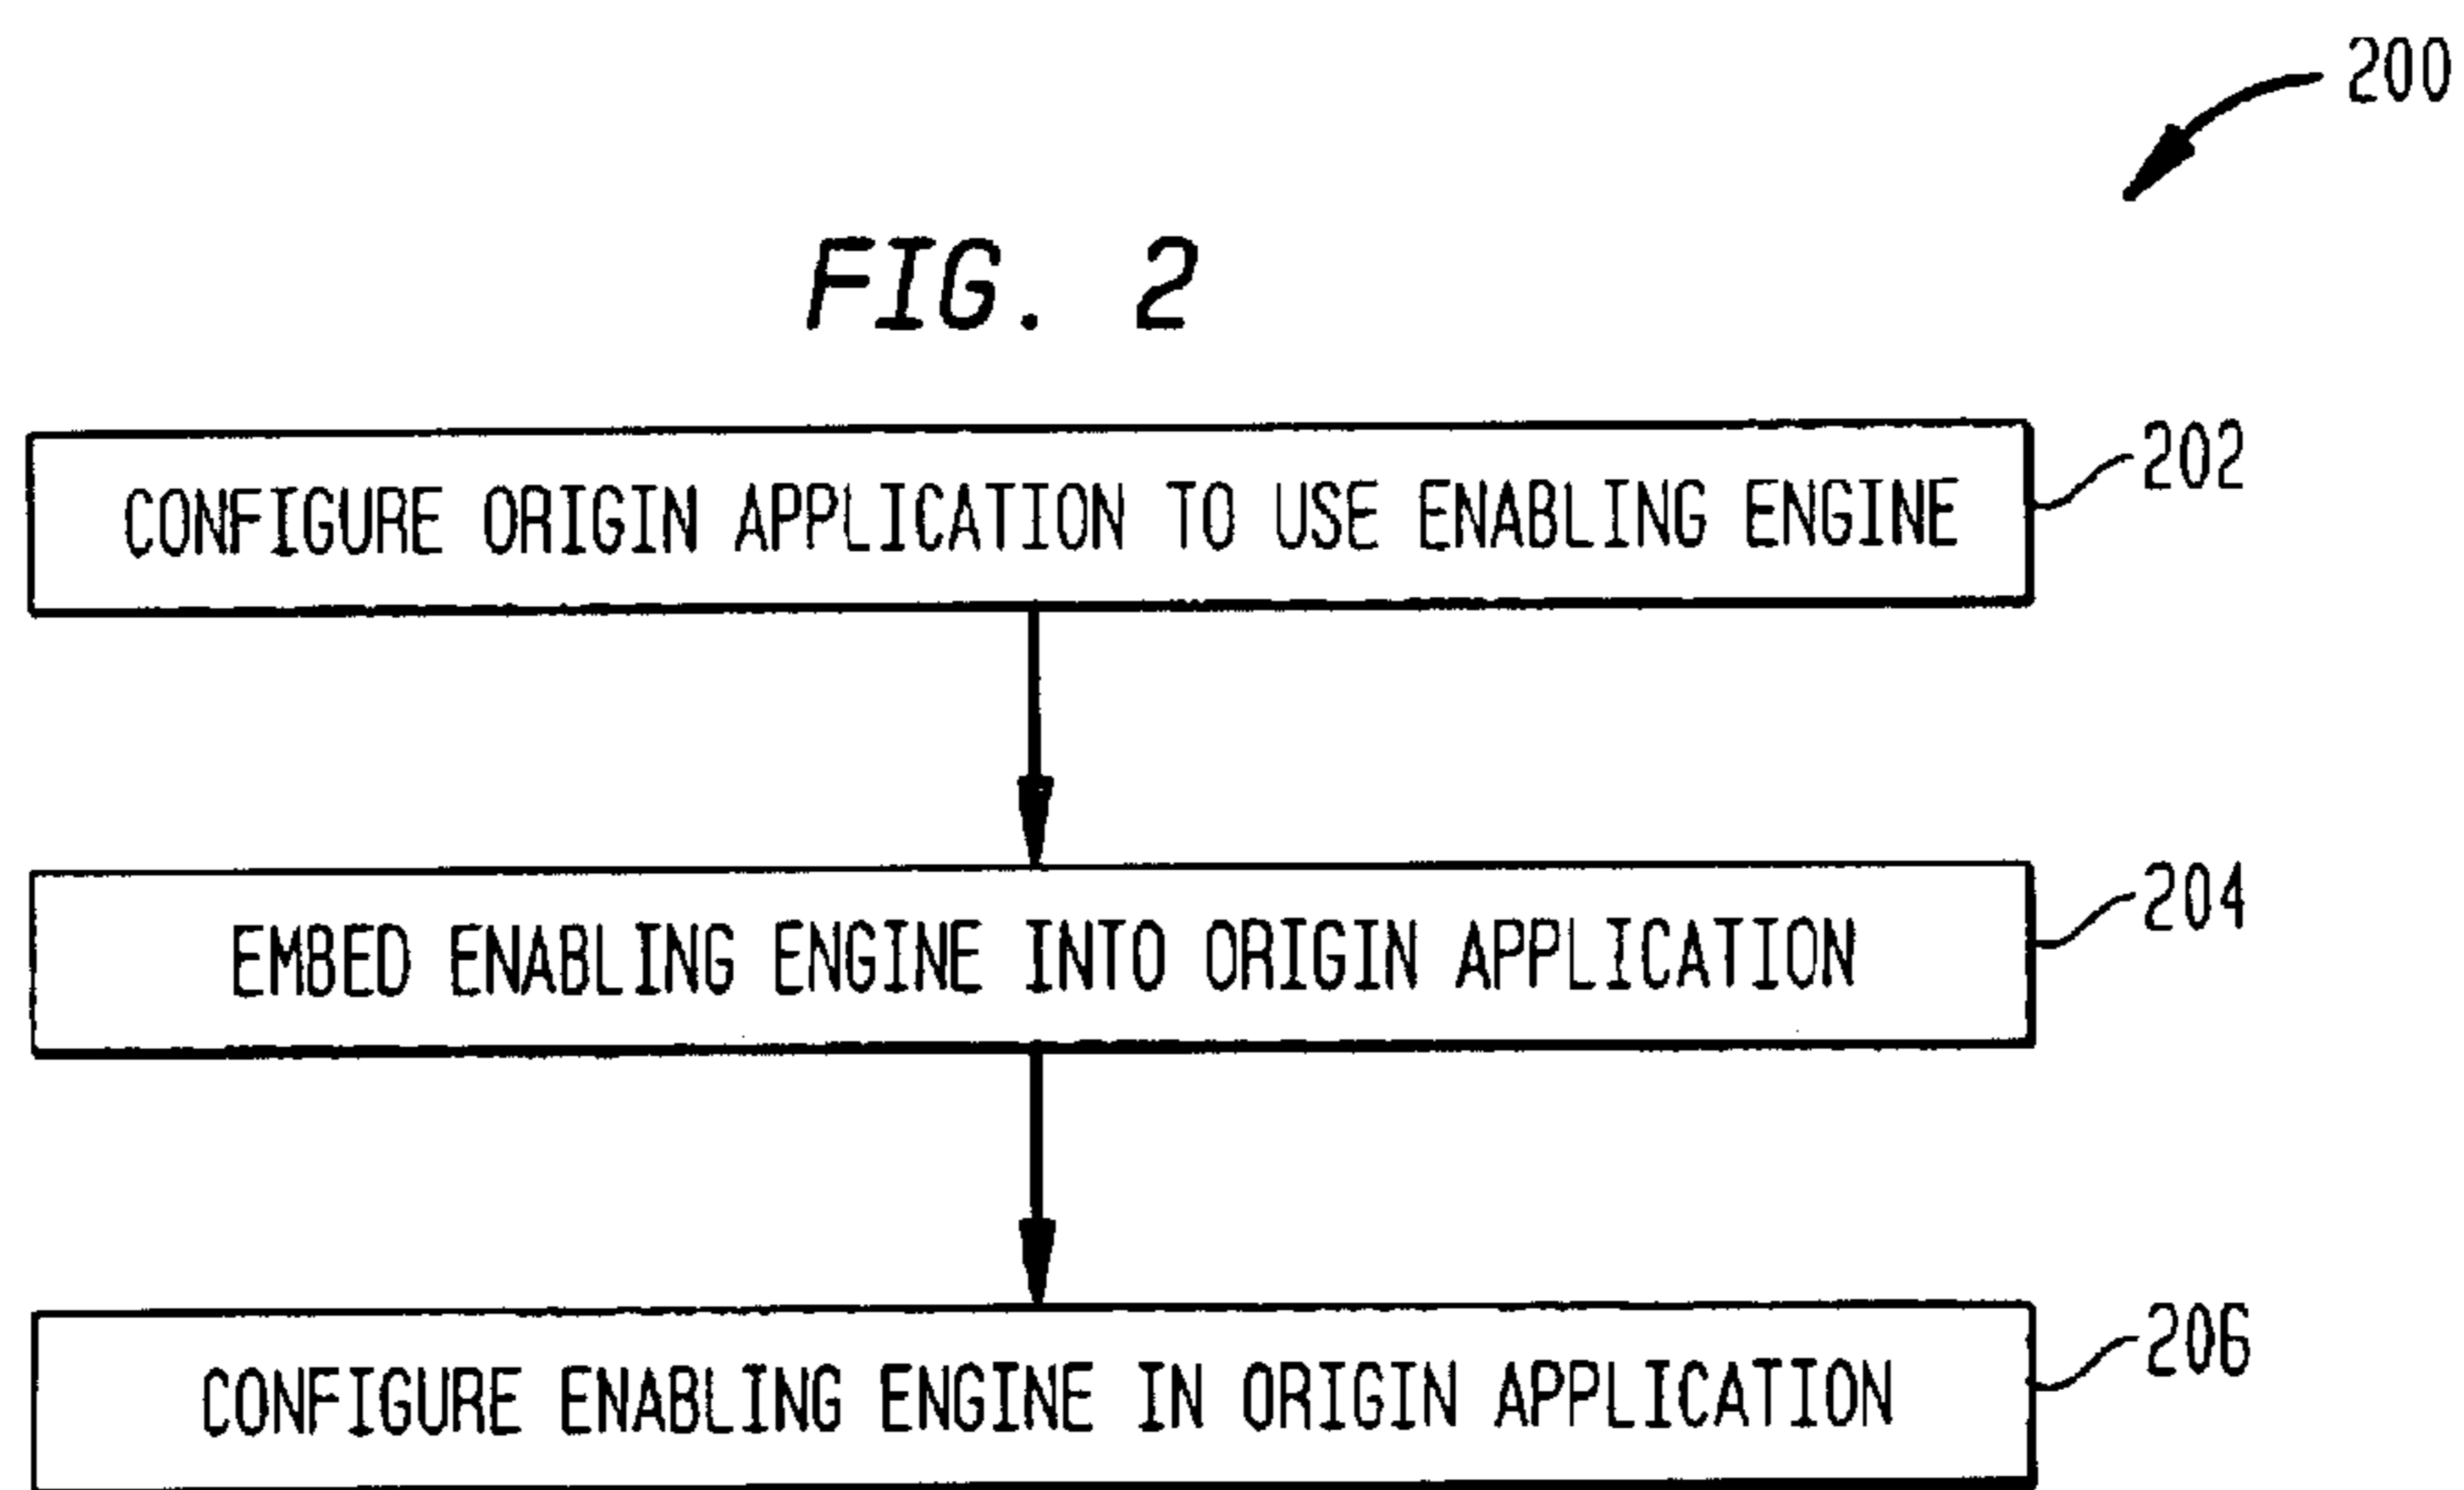 200
FIG. 2
CONFIGURE ORIGIN APPLICATION TO USE ENABLING ENGINE
202
EMBED ENABLING ENGINE INTO ORIGIN APPLICATION
204
CONFIGURE ENABLING ENGINE IN ORIGIN APPLICATION
206